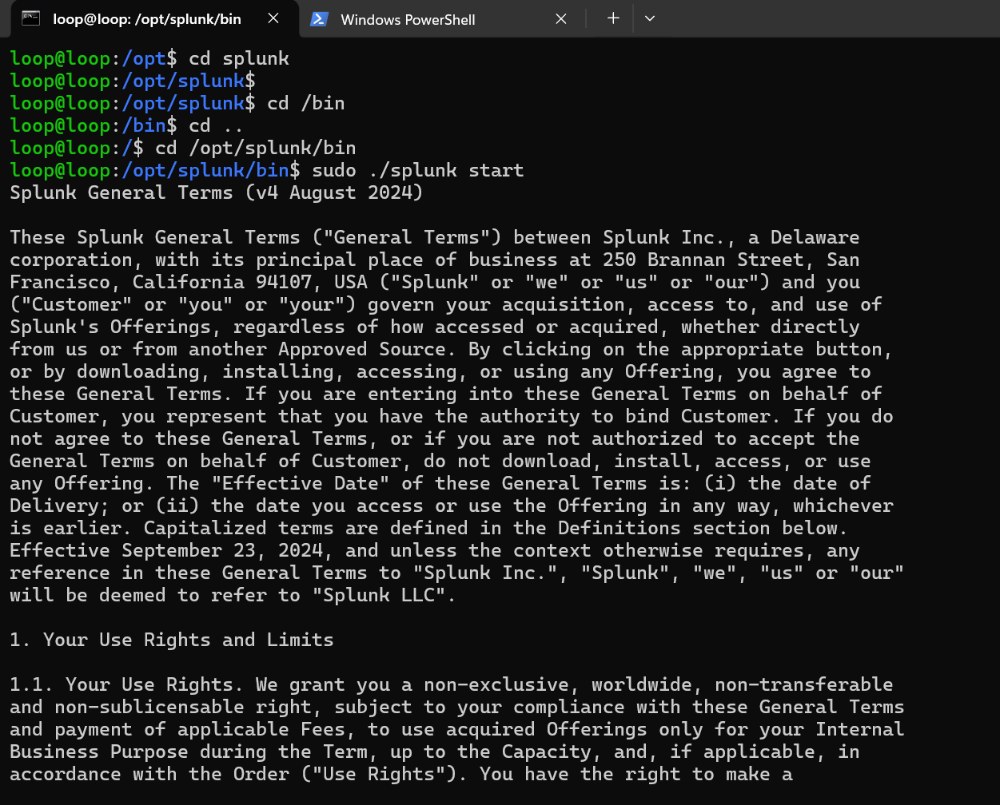 loop@loop: /opt/splunk/bin
Windows PowerShell
loop@loop:/opt$ cd splunk
loop@loop:/opt/splunk$
loop@loop:/opt/splunk$ cd /bin
loop@loop:/bin$ cd ..
loop@loop:/$ cd /opt/splunk/bin
loop@loop:/opt/splunk/bin$ sudo ./splunk start
Splunk General Terms (v4 August 2024)
These Splunk General Terms ("General Terms") between Splunk Inc., a Delaware
corporation, with its principal place of business at 250 Brannan Street, San
Francisco, California 94107, USA ("Splunk" or "we" or "us" or "our") and you
("Customer" or "you" or "your") govern your acquisition, access to, and use of
Splunk's Offerings, regardless of how accessed or acquired, whether directly
from us or from another Approved Source. By clicking on the appropriate button,
or by downloading, installing, accessing, or using any Offering, you agree to
these General Terms. If you are entering into these General Terms on behalf of
Customer, you represent that you have the authority to bind Customer. If you do
not agree to these General Terms, or if you are not authorized to accept the
General Terms on behalf of Customer, do not download, install, access, or use
any Offering. The "Effective Date" of these General Terms is: (i) the date of
Delivery; or (ii) the date you access or use the Offering in any way, whichever
is earlier. Capitalized terms are defined in the Definitions section below.
Effective September 23, 2024, and unless the context otherwise requires, any
reference in these General Terms to "Splunk Inc.", "Splunk", "we", "us" or "our"
will be deemed to refer to "Splunk LLC".
1. Your Use Rights and Limits
1.1. Your Use Rights. We grant you a non-exclusive, worldwide, non-transferable
and non-sublicensable right, subject to your compliance with these General Terms
and payment of applicable Fees, to use acquired Offerings only for your Internal
Business Purpose during the Term, up to the Capacity, and, if applicable, in
accordance with the Order ("Use Rights"). You have the right to make a